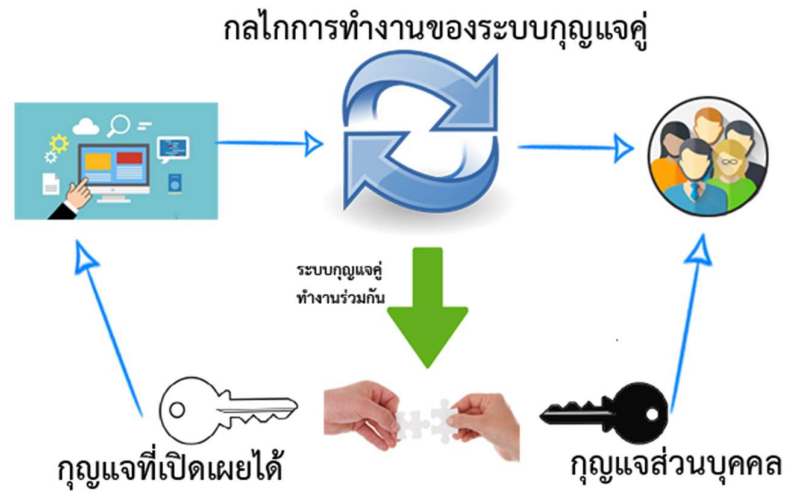 กลไกการทำงานของระบบกุญแจคู่
ระบบกุญแจคู่
ทำงานร่วมกัน
กุญแจที่เปิดเผยได้
กุญแจส่วนบุคคล